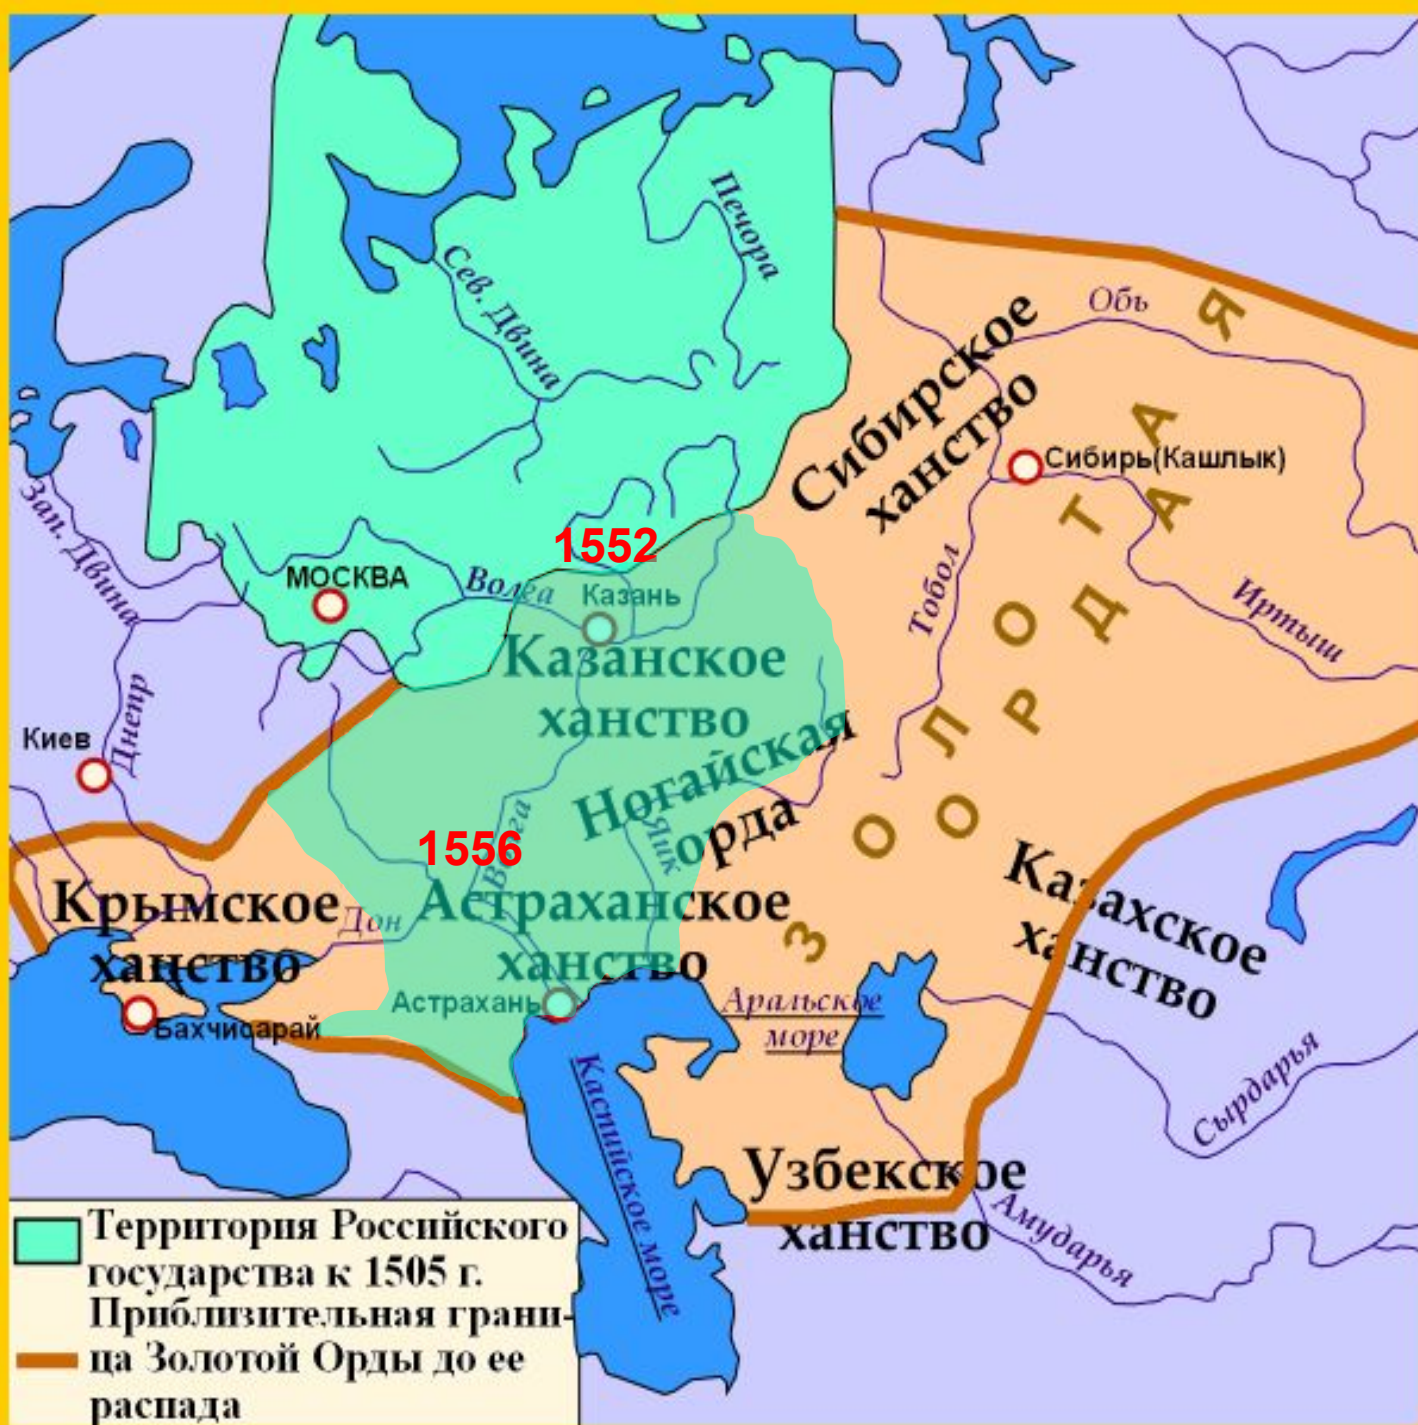 Печора
Сев. Двина
Обь
Сибирское
ханство
Сибирь(Кашлык)
Зап. Двина
1552
МОСКВА
Волга
Казань
Тобол
Иртыш
Казанское
ханство
Днепр
Киев
Ногайская
орда
ЗОЛОТАЯ
ОРДА
1556
Волга
Яик
Крымское
ханство
Дон
Астраханское
ханство
Казахское
ханство
Астрахань
Бахчисарай
Аральское
море
Сырдарья
Каспийское море
Узбекское
ханство
Амударья
Территория Российского
государства к 1505 г.
Приблизительная грани-
ца Золотой Орды до ее
распада